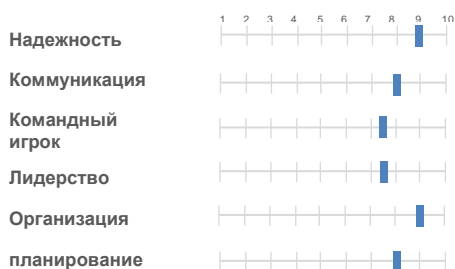 1 2 3 4 5 6 7 8 9 10
Надежность
Коммуникация
Командный
игрок
Лидерство
Организация
планирование